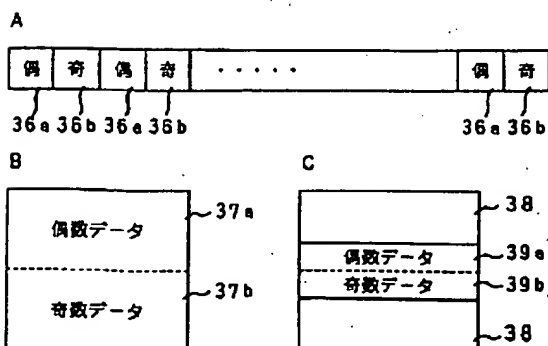 A
偶 奇 偶 奇 ・・・・・ 偶 奇
36a 36b 36a 36b 36a 36b
B C
37a 38
偶数データ
偶数データ 39a
奇数データ 39b
奇数データ 37b
38